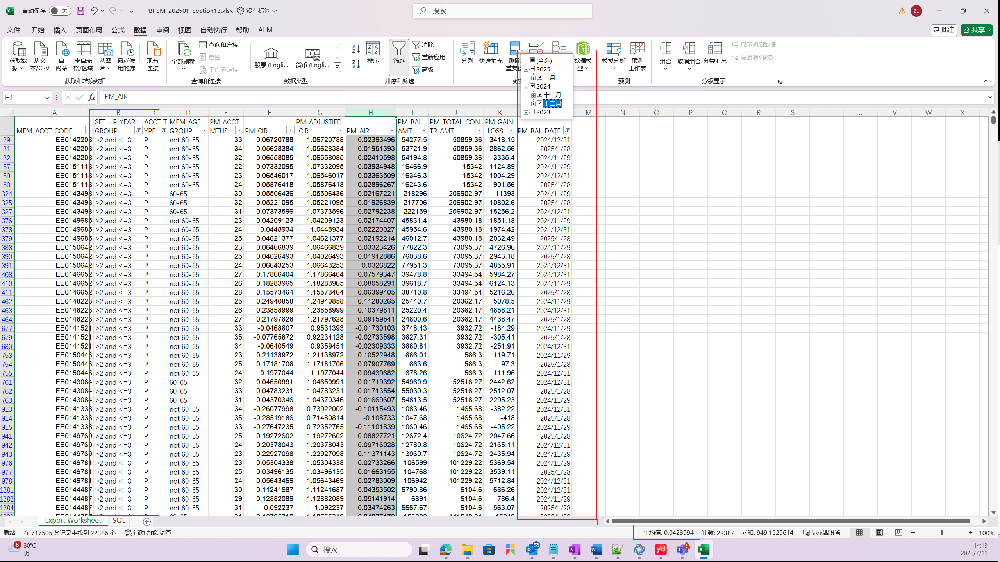 自动保存 关 PBI-SM_202501_Section13.xlsx 没有标签 搜索 ZL
文件 开始 插入 页面布局 公式 数据 审阅 视图 自动执行 帮助 ALM 批注 共享
获取数据 从文本/CSV 自网站 来自表格/区域 从图片 最近使用的源 现有连接
获取和转换数据
全部刷新 查询和连接 属性 工作簿链接
查询和连接
股票 (Engli... 货币 (Engli...
数据类型
排序 筛选 清除 重新应用 高级
排序和筛选
分列 快速填充 删除 重复值 数据模型
模拟分析 预测工作表
预测
组合 取消组合 分类汇总 显示明细数据 隐藏明细数据
分级显示
(全选)
2025
一月
2024
十一月
十二月
2023
H1 fx PM_AIR
A B C D E F G H I J K M N O P Q R S T U V W X
1 MEM_ACCT_CODE SET_UP_YEAR_GROUP ACCT_TYPE MEM_AGE_GROUP PM_ACCT_MTHS PM_CIR PM_ADJUSTIED_CIR PM_AIR PM_BAL_AMT PM_TOTAL_CONTR_AMT PM_GAIN_LOSS PM_BAL_DATE
29 EE0142208 >2 and <=3 P not 60-65 33 0.06720788 1.06720788 0.02393496 54277.5 50859.36 3418.15 2024/12/31
31 EE0142208 >2 and <=3 P not 60-65 34 0.05628384 1.05628384 0.01951393 53721.9 50859.36 2862.56 2025/1/28
32 EE0142208 >2 and <=3 P not 60-65 32 0.06558085 1.06558085 0.02410598 54194.8 50859.36 3335.4 2024/11/29
57 EE0151118 >2 and <=3 P not 60-65 22 0.07332095 1.07332095 0.03934948 16466.9 15342 1124.89 2024/11/29
59 EE0151118 >2 and <=3 P not 60-65 23 0.06546017 1.06546017 0.03363509 16346.3 15342 1004.29 2024/12/31
60 EE0151118 >2 and <=3 P not 60-65 24 0.05876418 1.05876418 0.02896267 16243.6 15342 901.56 2025/1/28
324 EE0143498 >2 and <=3 P 60-65 30 0.05506436 1.05506436 0.02167221 218296 206902.97 11393 2024/11/29
325 EE0143498 >2 and <=3 P 60-65 32 0.05221095 1.05221095 0.01926839 217706 206902.97 10802.6 2025/1/28
327 EE0143498 >2 and <=3 P 60-65 31 0.07373596 1.07373596 0.02792238 222159 206902.97 15256.2 2024/12/31
376 EE0149685 >2 and <=3 P not 60-65 23 0.04209123 1.04209123 0.02174407 45831.4 43980.18 1851.18 2024/11/29
378 EE0149685 >2 and <=3 P not 60-65 24 0.0448934 1.0448934 0.02220027 45954.6 43980.18 1974.42 2024/12/31
379 EE0149685 >2 and <=3 P not 60-65 25 0.04621377 1.04621377 0.02192214 46012.7 43980.18 2032.49 2025/1/28
388 EE0150642 >2 and <=3 P not 60-65 23 0.06466839 1.06466839 0.03323426 77822.3 73095.37 4726.96 2024/11/29
390 EE0150642 >2 and <=3 P not 60-65 25 0.04026493 1.04026493 0.01912886 76038.6 73095.37 2943.18 2025/1/28
391 EE0150642 >2 and <=3 P not 60-65 24 0.06643253 1.06643253 0.0326822 77951.3 73095.37 4855.91 2024/12/31
408 EE0146652 >2 and <=3 P not 60-65 27 0.17866404 1.17866404 0.07579347 39478.8 33494.54 5984.27 2024/12/31
410 EE0146652 >2 and <=3 P not 60-65 26 0.18283965 1.18283965 0.08058291 39618.7 33494.54 6124.13 2024/11/29
411 EE0146652 >2 and <=3 P not 60-65 28 0.15573464 1.15573464 0.06399405 38710.8 33494.54 5216.26 2025/1/28
462 EE0148223 >2 and <=3 P not 60-65 25 0.24940858 1.24940858 0.11280265 25440.7 20362.17 5078.5 2024/11/29
463 EE0148223 >2 and <=3 P not 60-65 26 0.23858999 1.23858999 0.10379811 25220.4 20362.17 4858.21 2024/12/31
464 EE0148223 >2 and <=3 P not 60-65 27 0.21797628 1.21797628 0.09159541 24800.6 20362.17 4438.47 2025/1/28
677 EE0141521 >2 and <=3 P not 60-65 33 -0.0468607 0.9531393 -0.01730103 3748.43 3932.72 -184.29 2024/11/29
679 EE0141521 >2 and <=3 P not 60-65 35 -0.07765872 0.92234128 -0.02733598 3627.31 3932.72 -305.41 2025/1/28
680 EE0141521 >2 and <=3 P not 60-65 34 -0.0640549 0.9359451 -0.02309333 3680.81 3932.72 -251.91 2024/12/31
753 EE0150443 >2 and <=3 P not 60-65 23 0.21138972 1.21138972 0.10522948 686.01 566.3 119.71 2024/11/29
754 EE0150443 >2 and <=3 P not 60-65 25 0.17181706 1.17181706 0.07907769 663.6 566.3 97.3 2025/1/28
755 EE0150443 >2 and <=3 P not 60-65 24 0.1977044 1.1977044 0.09439682 678.26 566.3 111.96 2024/12/31
761 EE0143084 >2 and <=3 P 60-65 32 0.04650991 1.04650991 0.01719392 54960.9 52518.27 2442.62 2024/12/31
762 EE0143084 >2 and <=3 P 60-65 33 0.04783231 1.04783231 0.01713554 55030.3 52518.27 2512.07 2025/1/28
763 EE0143084 >2 and <=3 P 60-65 31 0.04370346 1.04370346 0.01669607 54813.5 52518.27 2295.23 2024/11/29
913 EE0141333 >2 and <=3 P not 60-65 34 -0.26077998 0.73922002 -0.10115493 1083.46 1465.68 -382.22 2024/12/31
914 EE0141333 >2 and <=3 P not 60-65 35 -0.28519186 0.71480814 -0.108733 1047.68 1465.68 -418 2025/1/28
915 EE0141333 >2 and <=3 P not 60-65 33 -0.27647235 0.72352765 -0.11101839 1060.46 1465.68 -405.22 2024/11/29
941 EE0149760 >2 and <=3 P not 60-65 25 0.19272602 1.19272602 0.08827721 12672.4 10624.72 2047.66 2025/1/28
942 EE0149760 >2 and <=3 P not 60-65 24 0.20378043 1.20378043 0.09716928 12789.8 10624.72 2165.11 2024/12/31
943 EE0149760 >2 and <=3 P not 60-65 23 0.22927098 1.22927098 0.11371143 13060.7 10624.72 2435.94 2024/11/29
976 EE0149781 >2 and <=3 P not 60-65 23 0.05304338 1.05304338 0.02733266 106599 101229.22 5369.54 2024/11/29
977 EE0149781 >2 and <=3 P not 60-65 25 0.03496135 1.03496135 0.01663155 104768 101229.22 3539.11 2025/1/28
978 EE0149781 >2 and <=3 P not 60-65 24 0.05643469 1.05643469 0.02783009 106942 101229.22 5712.84 2024/12/31
1281 EE0144487 >2 and <=3 P not 60-65 30 0.11241687 1.11241687 0.04353502 6790.86 6104.6 686.26 2024/12/31
1282 EE0144487 >2 and <=3 P not 60-65 29 0.12882089 1.12882089 0.05141914 6891 6104.6 786.4 2024/11/29
1284 EE0144487 >2 and <=3 P not 60-65 31 0.092237 1.092237 0.03474263 6667.67 6104.6 563.07 2025/1/28
Export Worksheet SQL
就绪 在 717505 条记录中找到 22386 个 辅助功能: 调查 平均值: 0.0423994 计数: 22387 求和: 949.1529614 显示器设置 100%
8 30°C
阴
搜索
yd
14:13
2025/7/11